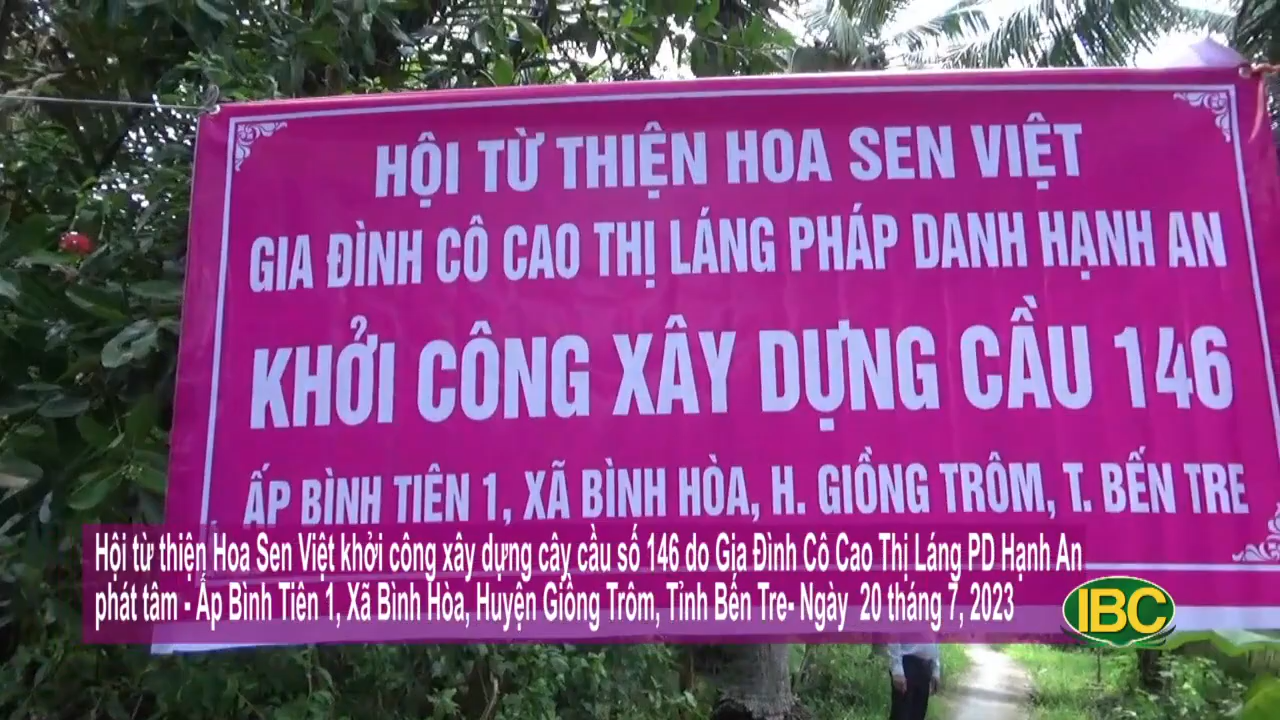 HỘI TỪ THIỆN HOA SEN VIỆT
GIA ĐÌNH CÔ CAO THỊ LÁNG PHÁP DANH HẠNH AN
KHỞI CÔNG XÂY DỰNG CẦU 146
ẤP BÌNH TIÊN 1, XÃ BÌNH HÒA, H. GIỒNG TRÔM, T. BẾN TRE
Hội từ thiện Hoa Sen Việt khởi công xây dựng cây cầu số 146 do Gia Đình Cô Cao Thị Láng PD Hạnh An
phát tâm - Ấp Bình Tiên 1, Xã Bình Hòa, Huyện Giồng Trôm, Tỉnh Bến Tre- Ngày 20 tháng 7, 2023
IBC